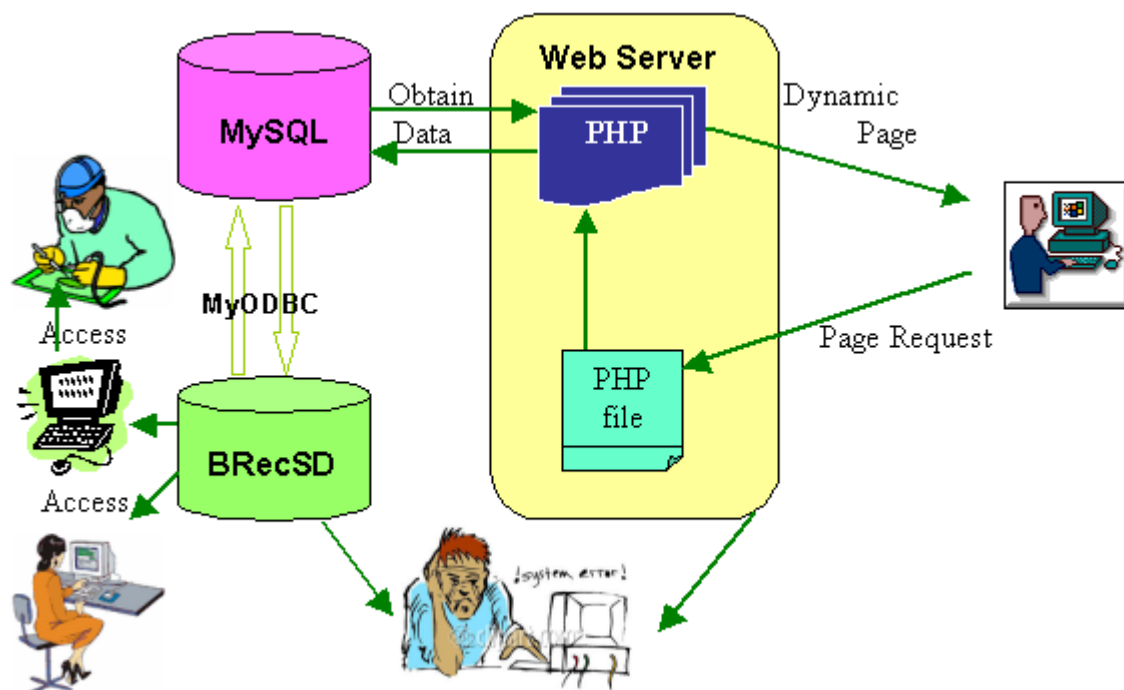 Web Server
Obtain
Dynamic
MySQL
PHP
Data
Page
MyODBC
Access
Page Request
PHP
file
BRecSD
Access
!system error!